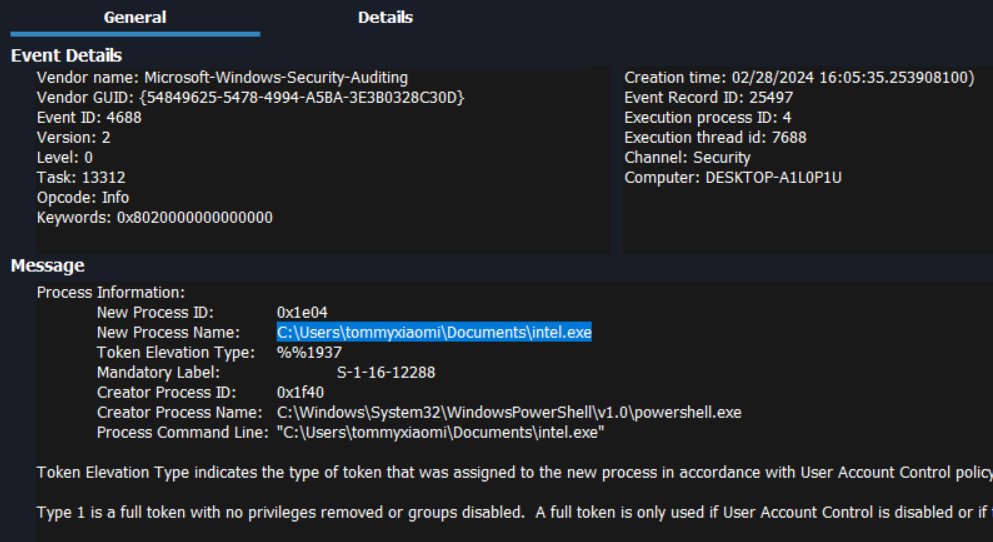 General Details
Event Details
Vendor name: Microsoft-Windows-Security-Auditing
Vendor GUID: {54849625-5478-4994-A5BA-3E3B0328C30D}
Event ID: 4688
Version: 2
Level: 0
Task: 13312
Opcode: Info
Keywords: 0x8020000000000000
Creation time: 02/28/2024 16:05:35.253908100)
Event Record ID: 25497
Execution process ID: 4
Execution thread id: 7688
Channel: Security
Computer: DESKTOP-A1L0P1U
Message
Process Information:
New Process ID: 0x1e04
New Process Name: C:\Users\tommyxiaomi\Documents\intel.exe
Token Elevation Type: %%1937
Mandatory Label: S-1-16-12288
Creator Process ID: 0x1f40
Creator Process Name: C:\Windows\System32\WindowsPowerShell\v1.0\powershell.exe
Process Command Line: "C:\Users\tommyxiaomi\Documents\intel.exe"
Token Elevation Type indicates the type of token that was assigned to the new process in accordance with User Account Control policy
Type 1 is a full token with no privileges removed or groups disabled. A full token is only used if User Account Control is disabled or if